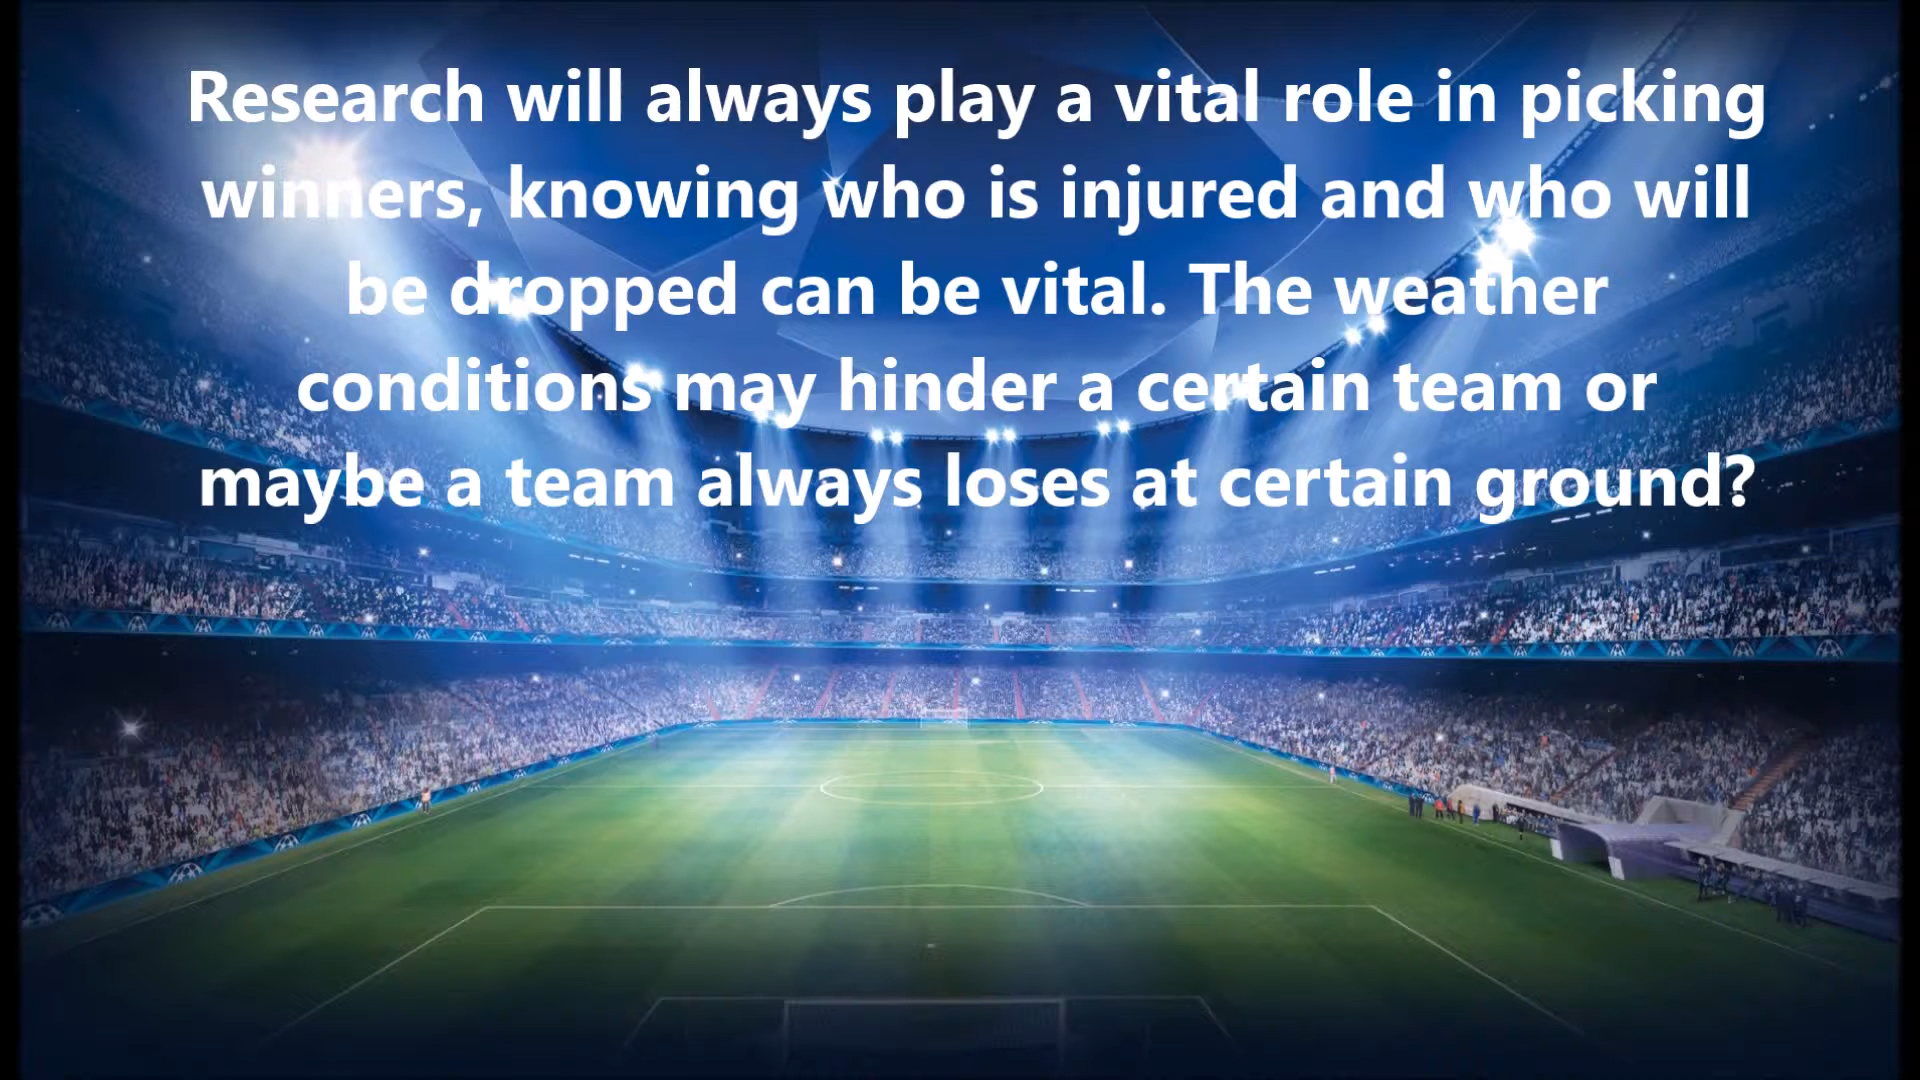 Research will always play a vital role in picking
winners, knowing who is injured and who will
be dropped can be vital. The weather
conditions may hinder a certain team or
maybe a team always loses at certain ground?